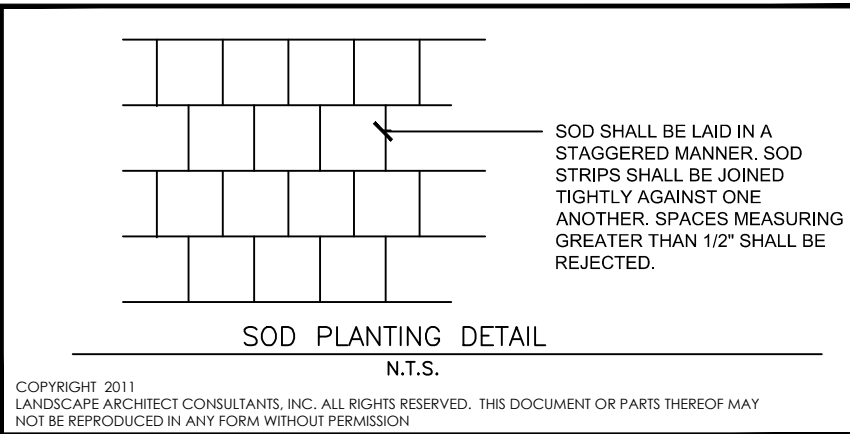 SOD SHALL BE LAID IN A
STAGGERED MANNER. SOD
STRIPS SHALL BE JOINED
TIGHTLY AGAINST ONE
ANOTHER. SPACES MEASURING
GREATER THAN 1/2" SHALL BE
REJECTED.
SOD PLANTING DETAIL
N.T.S.
COPYRIGHT 2011
LANDSCAPE ARCHITECT CONSULTANTS, INC. ALL RIGHTS RESERVED. THIS DOCUMENT OR PARTS THEREOF MAY
NOT BE REPRODUCED IN ANY FORM WITHOUT PERMISSION